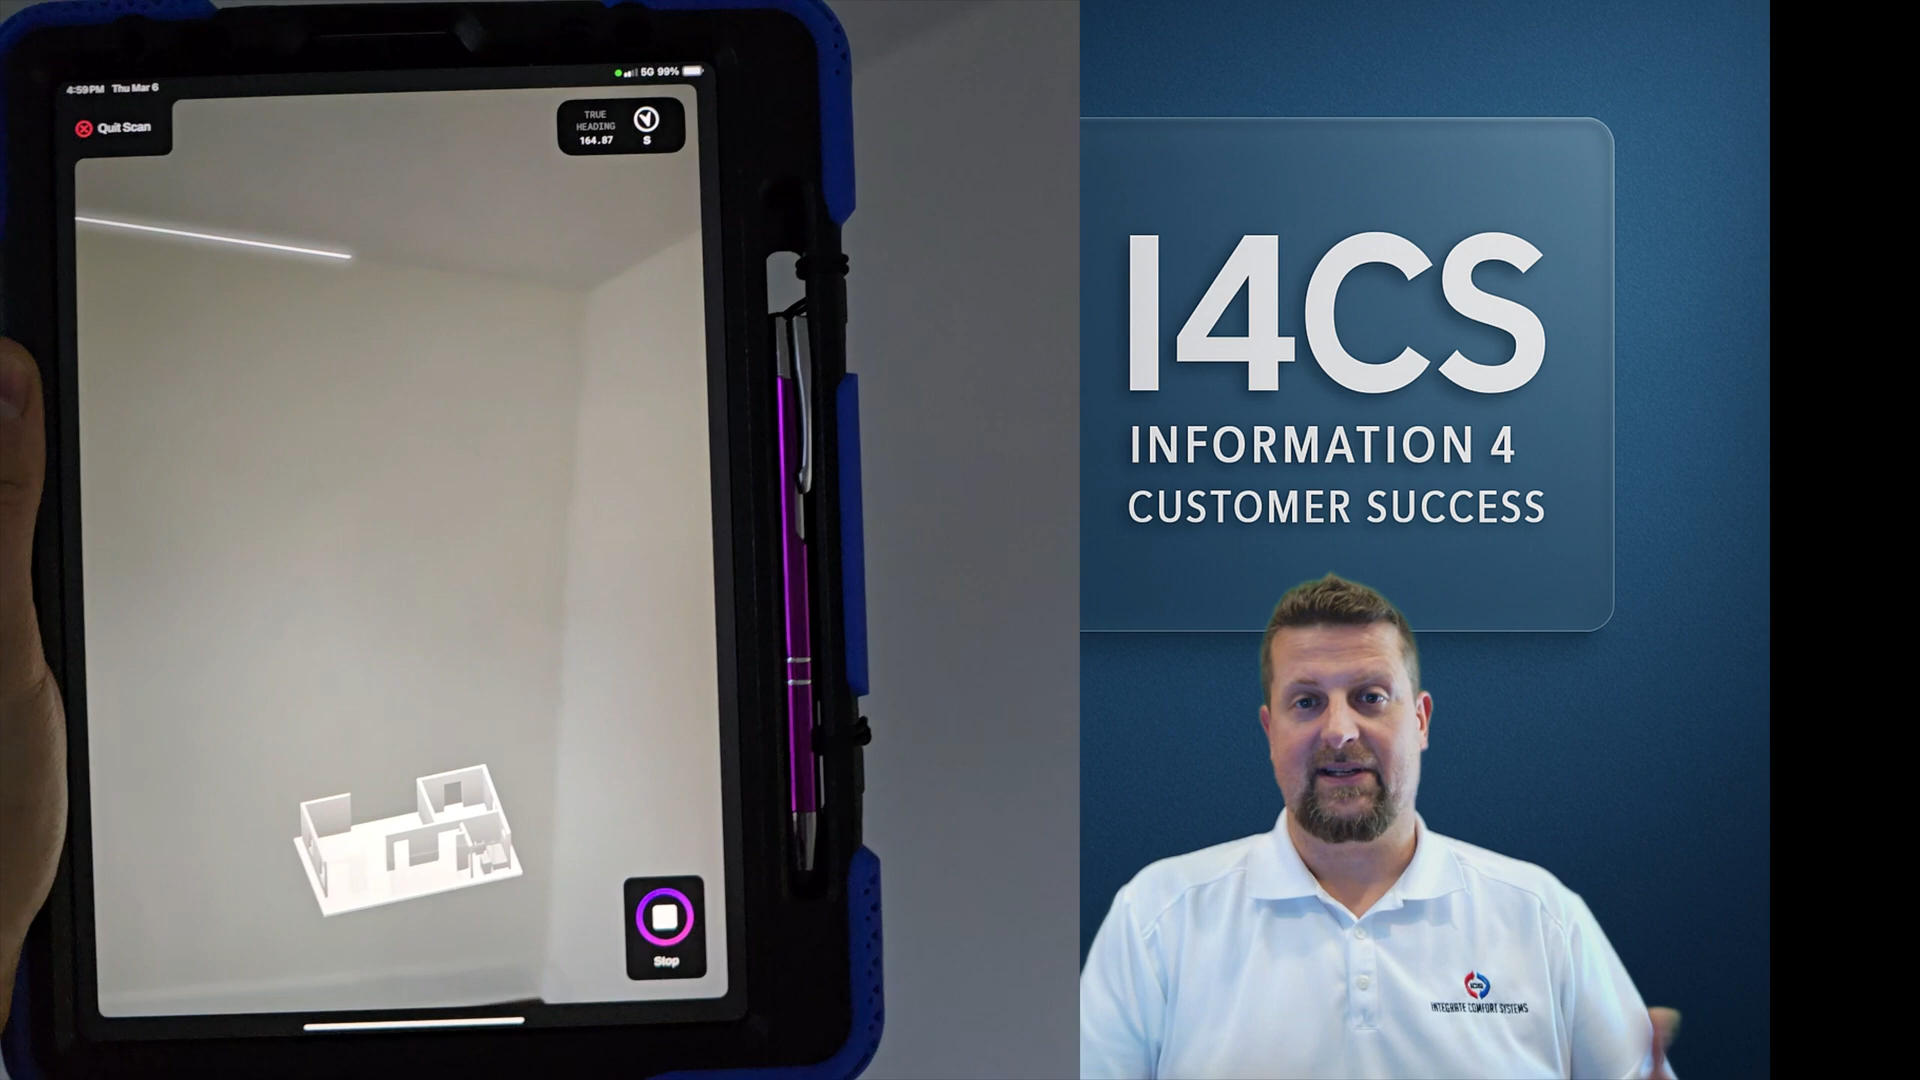 4:59 PM Thu Mar 6
5G 99%
Quit Scan
TRUE
HEADING
164.87
S
Stop
I4CS
INFORMATION 4
CUSTOMER SUCCESS
ICS
INTEGRATE COMFORT SYSTEMS